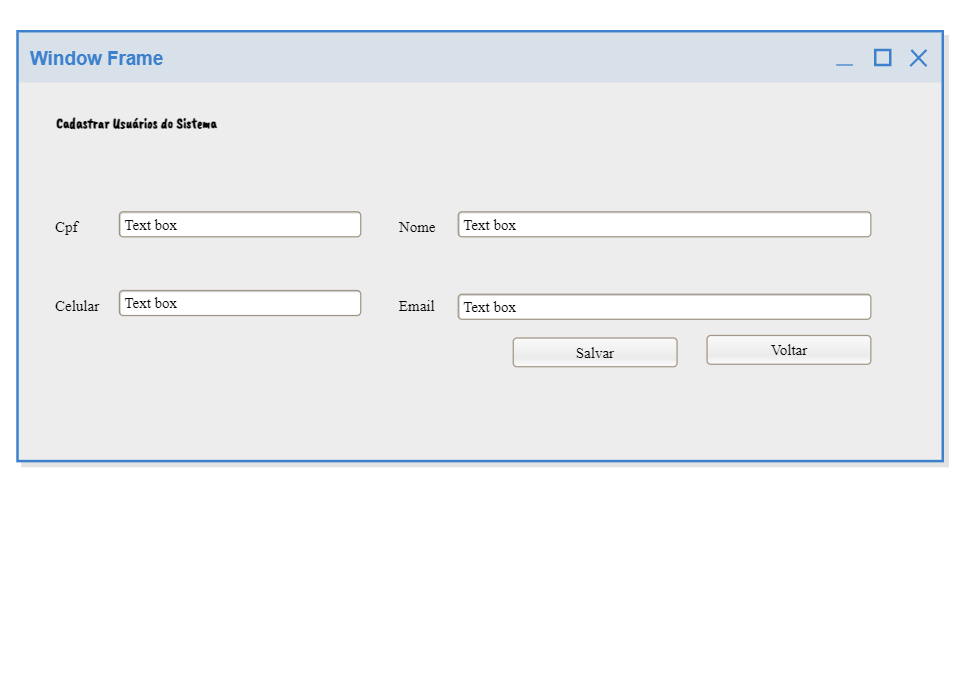 Window Frame
Cadastrar Usuários do Sistema
Cpf Text box Nome Text box
Celular Text box Email Text box
Salvar Voltar